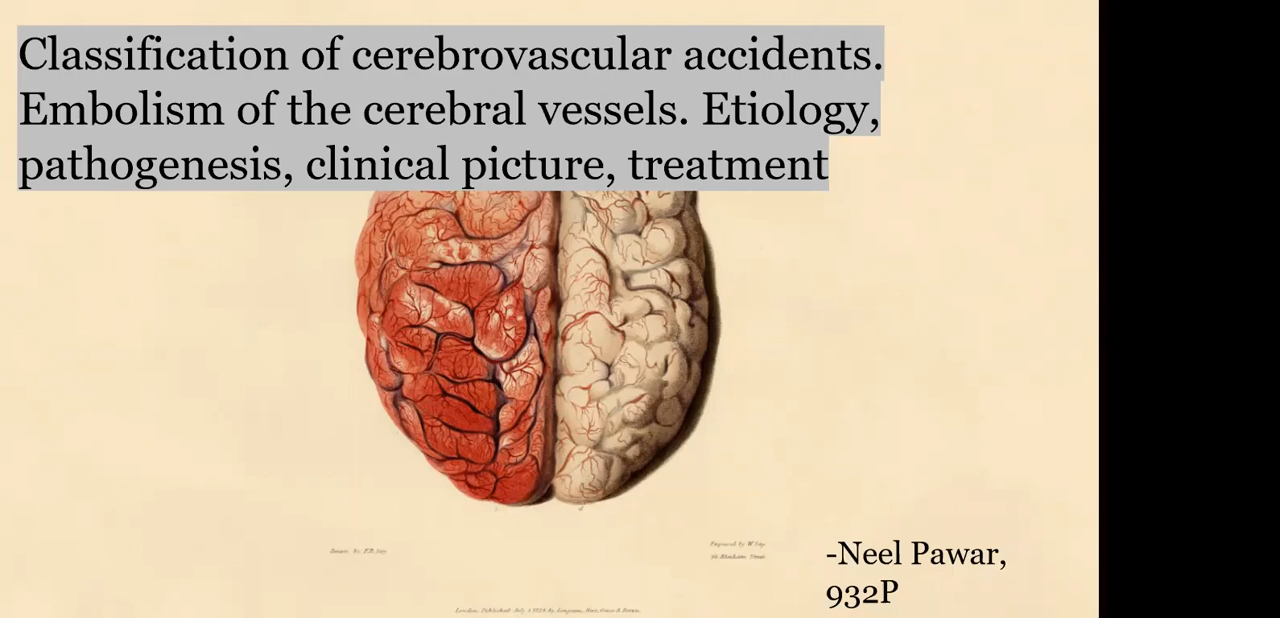 Classification of cerebrovascular accidents.
Embolism of the cerebral vessels. Etiology,
pathogenesis, clinical picture, treatment
-Neel Pawar,
932P